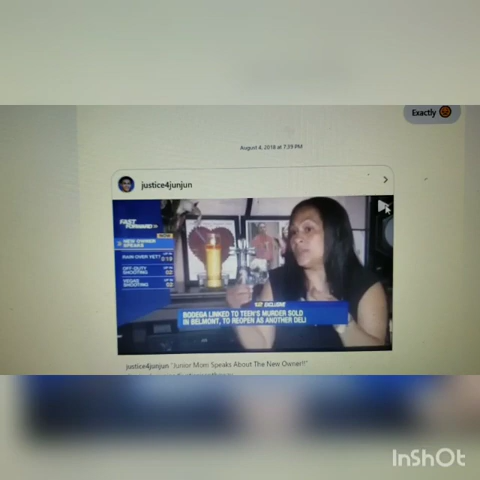 Exactly
August 4, 2018 at 7:39 PM
justice4junjun
FAST
FORWARD
NEW OWNER
SPEAKS
RAIN OVER YET?
OFF-DUTY
SHOOTING
VEGAS
SHOOTING
EXCLUSIVE
BODEGA LINKED TO TEEN'S MURDER SOLD
IN BELMONT, TO REOPEN AS ANOTHER DELI
justice4junjun "Junior Mom Speaks About The New Owner!!"
InShOt